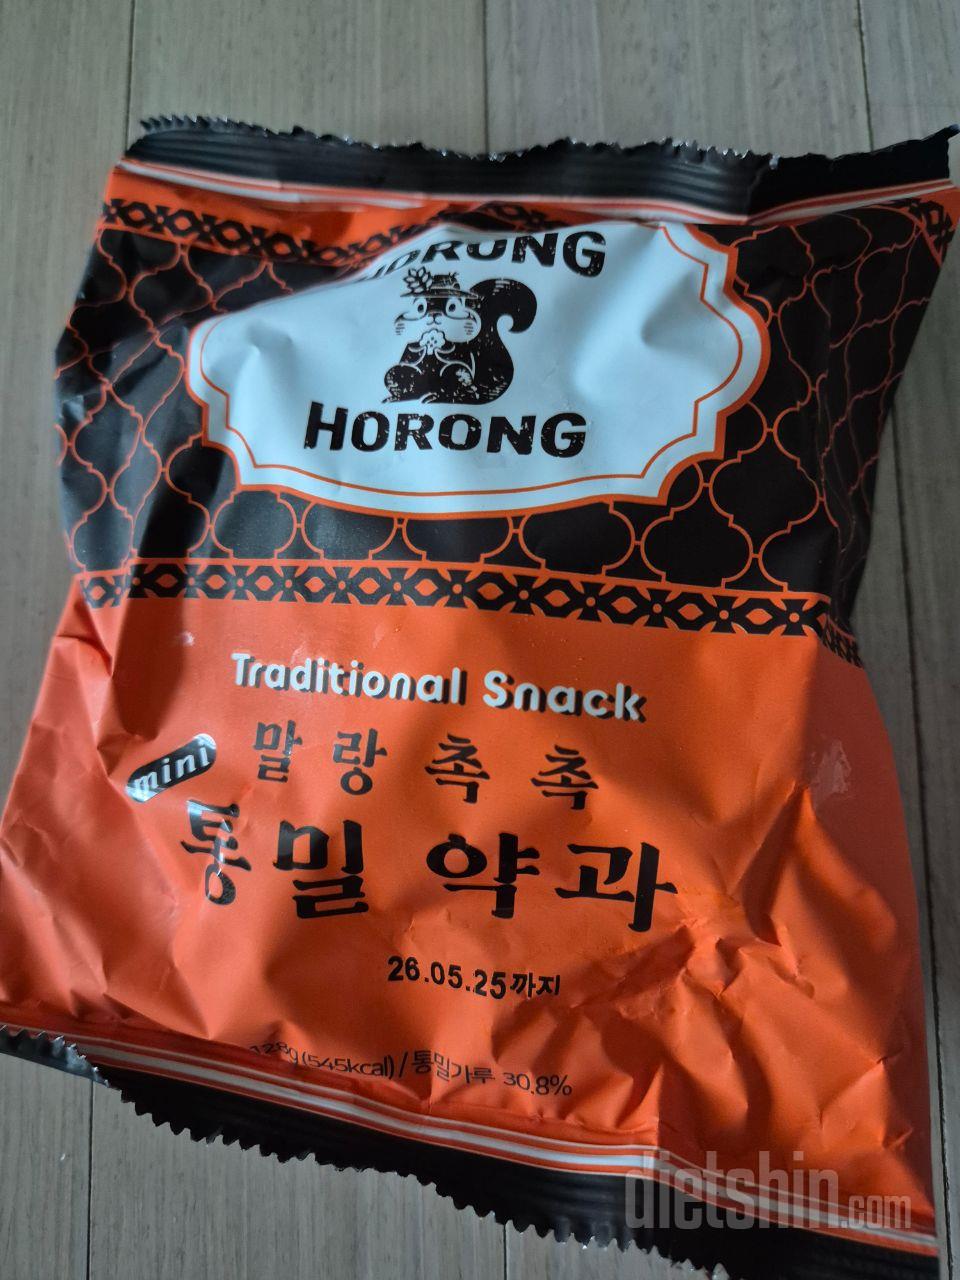 HORONG
HORONG
Traditional Snack
mini
말랑촉촉
통밀 약과
26.05.25까지
128g(545kcal)/통밀가루 30.8%
dietshin.com